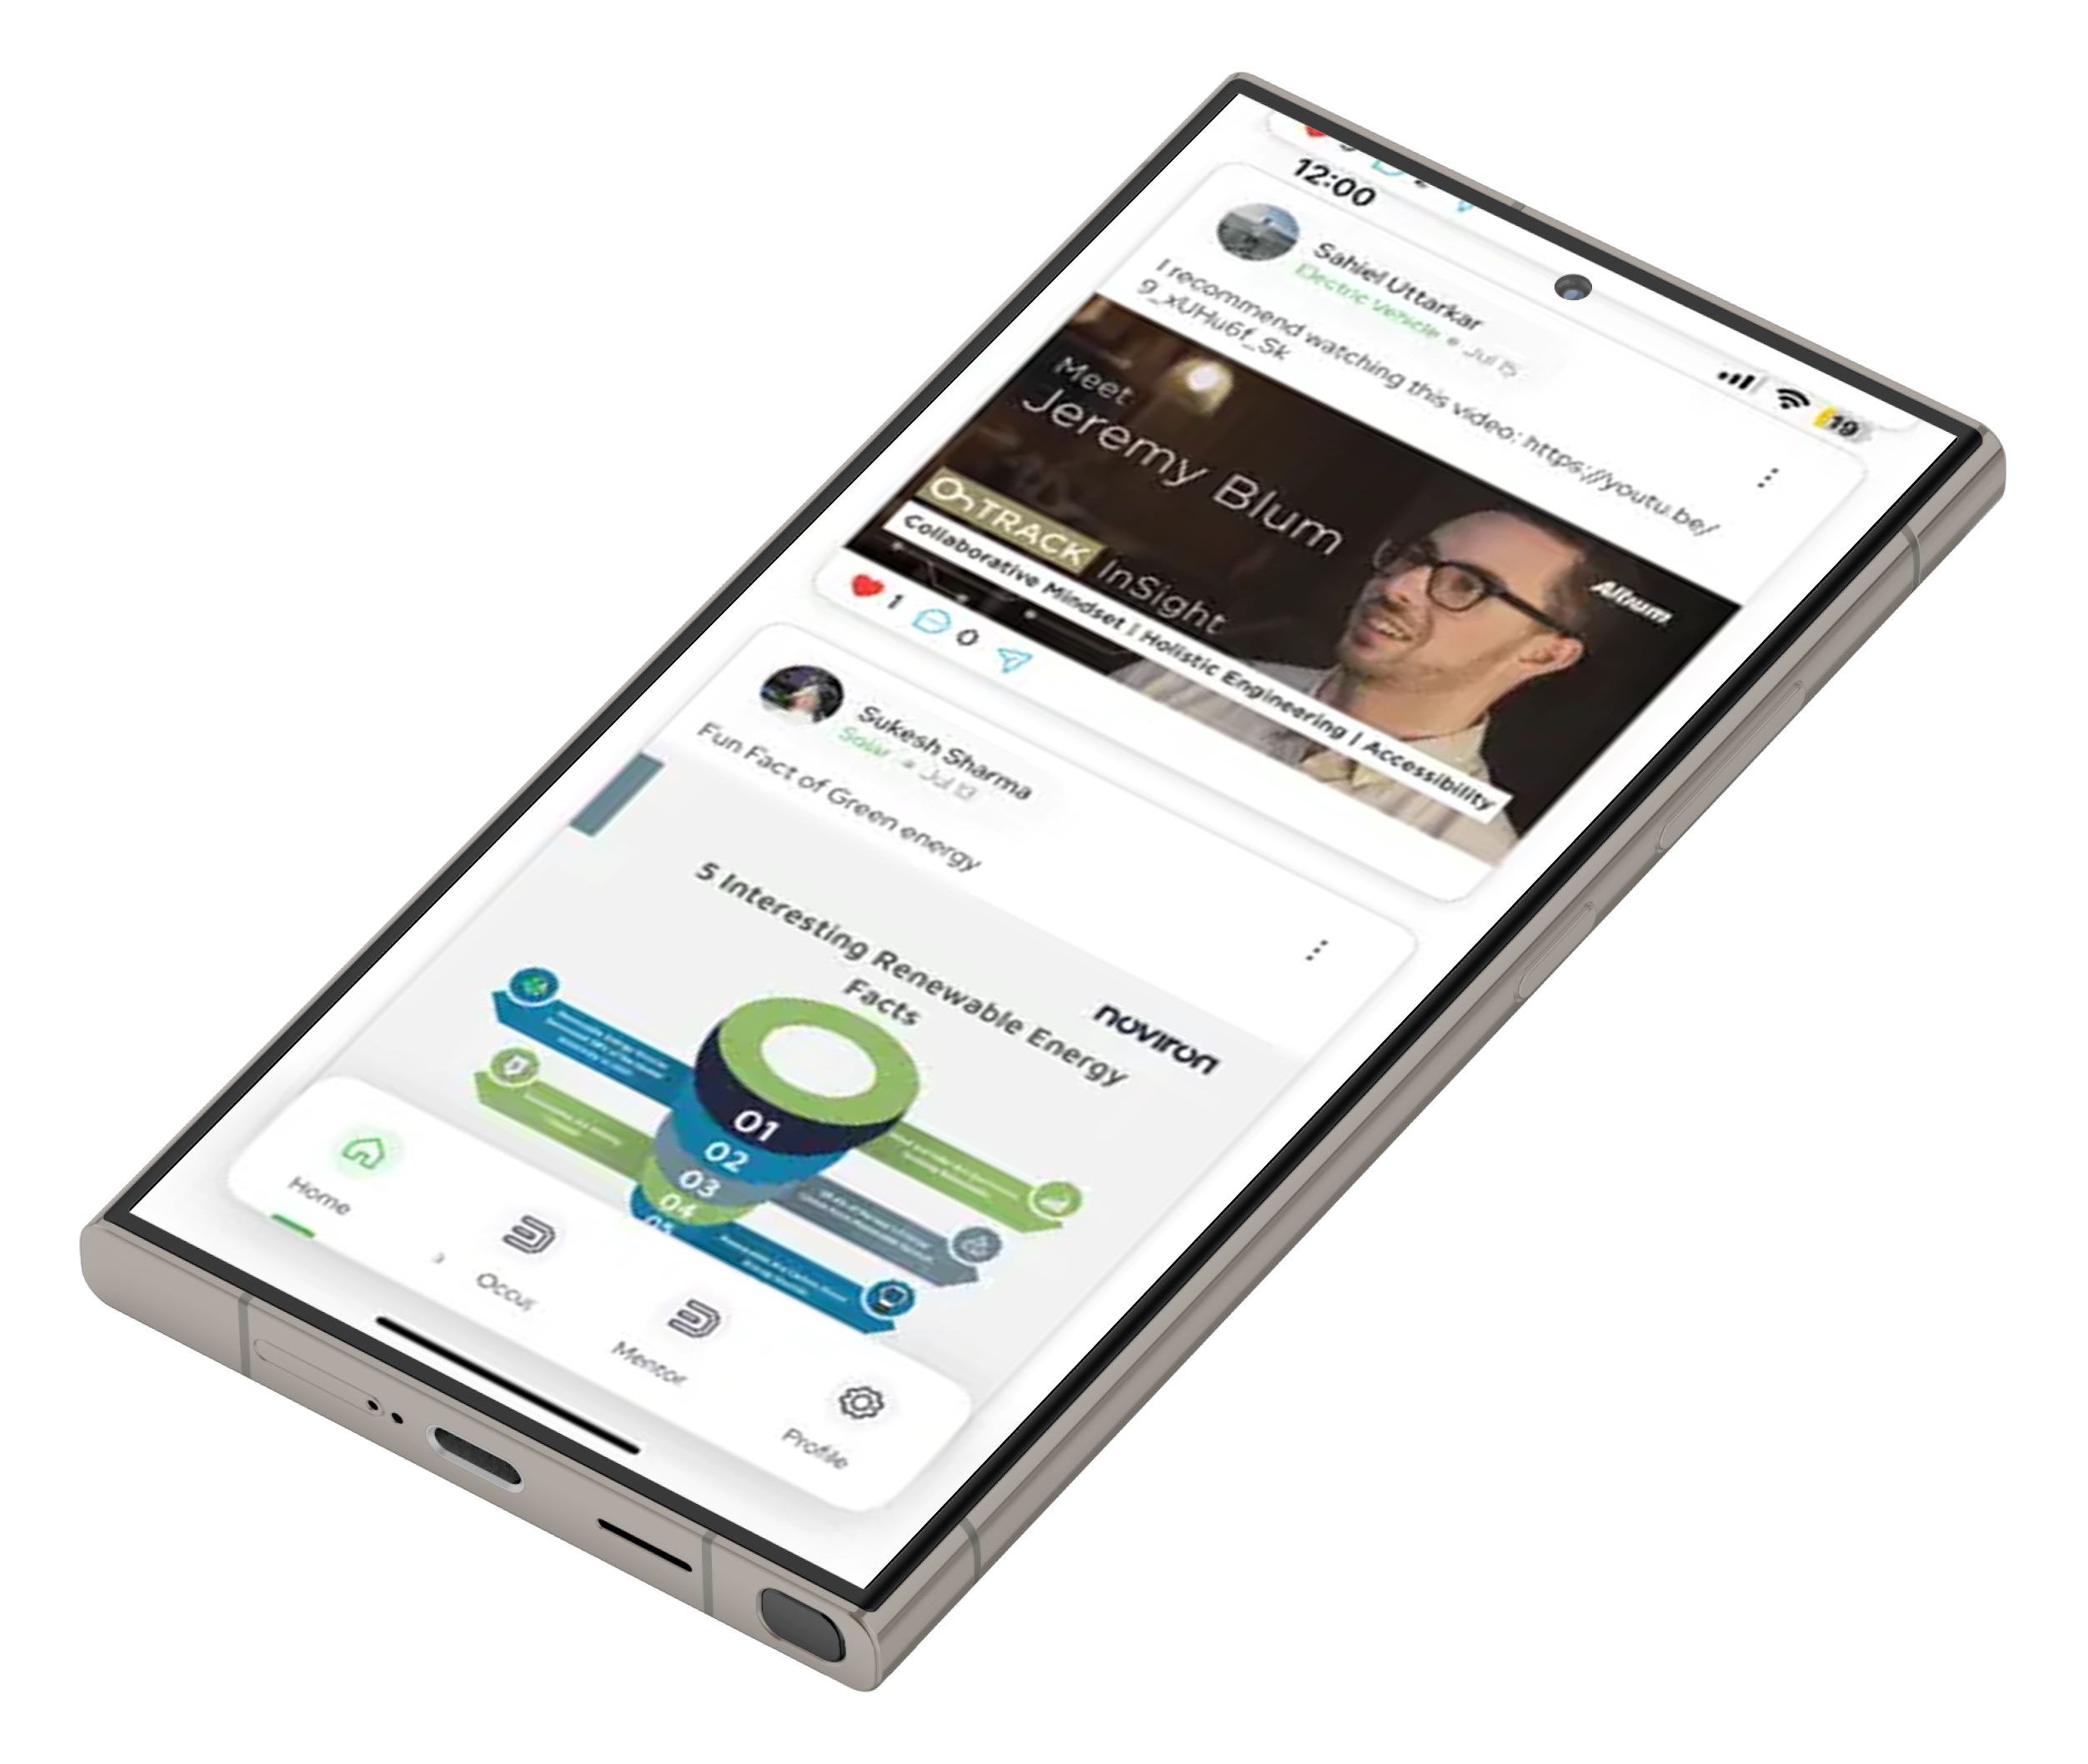 12:00
19
Sahiel Uttarkar
Electric Vehicle • Jul 15
I recommend watching this video: https://youtu.be/
9_xUHu6f_Sk
Meet
Jeremy Blum
OnTRACK InSight
Altium
Collaborative Mindset | Holistic Engineering | Accessibility
1 0
Sukesh Sharma
Solar • Jul 13
Fun Fact of Green energy
noviron
5 Interesting Renewable Energy
Facts
01
02
03
04
05
Home
Occur
Mentor
Profile